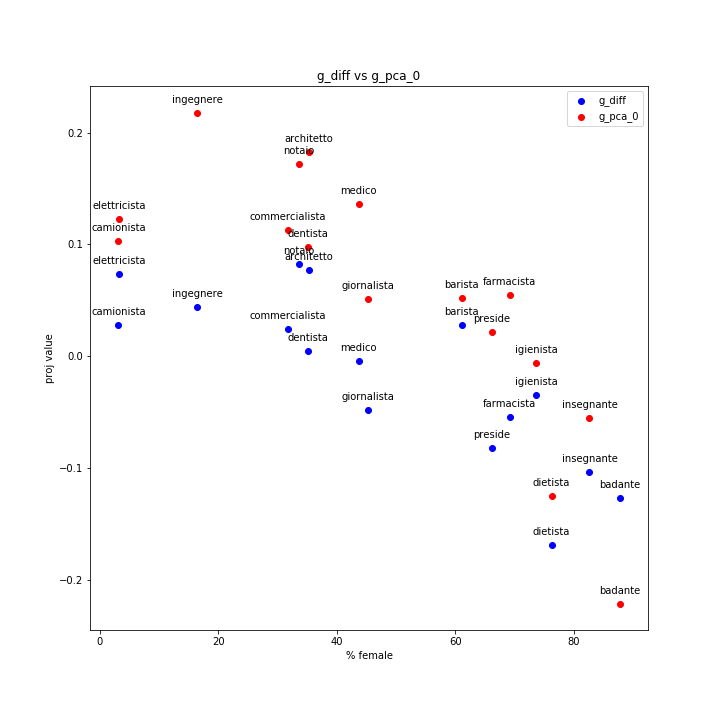 g_diff vs g_pca_0
g_diff
g_pca_0
ingegnere
architetto
notaio
medico
elettricista
camionista
commercialista
dentista
notaio
architetto
elettricista
giornalista
barista
farmacista
ingegnere
camionista
commercialista
barista
preside
dentista
medico
igienista
igienista
giornalista
farmacista
insegnante
preside
insegnante
dietista
badante
dietista
badante
0.2
0.1
0.0
−0.1
−0.2
proj value
0
20
40
60
80
% female